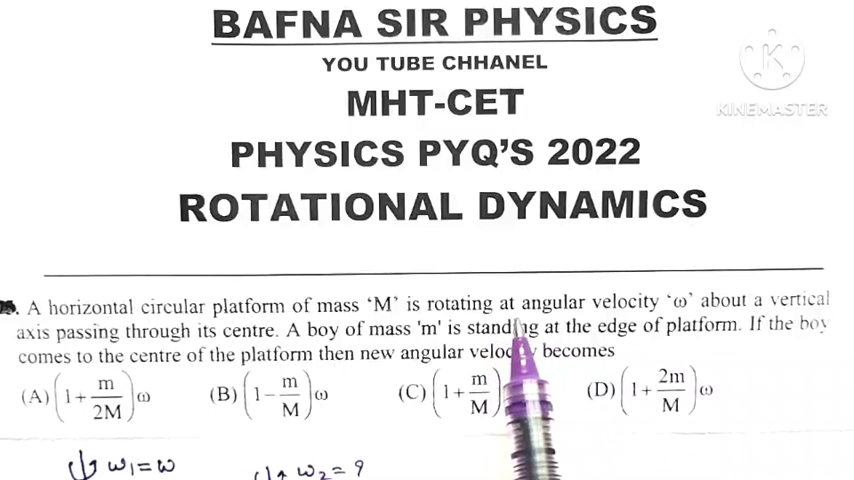 BAFNA SIR PHYSICS
YOU TUBE CHHANEL
MHT-CET
PHYSICS PYQ'S 2022
ROTATIONAL DYNAMICS
K
KINEMASTER
A horizontal circular platform of mass 'M' is rotating at angular velocity 'ω' about a vertical
axis passing through its centre. A boy of mass 'm' is standing at the edge of platform. If the boy
comes to the centre of the platform then new angular velocity becomes
(A) (1 + m/2M) ω (B) (1 − m/M) ω (C) (1 + m/M) (D) (1 + 2m/M) ω
ω₁ = ω ω₂ = ?